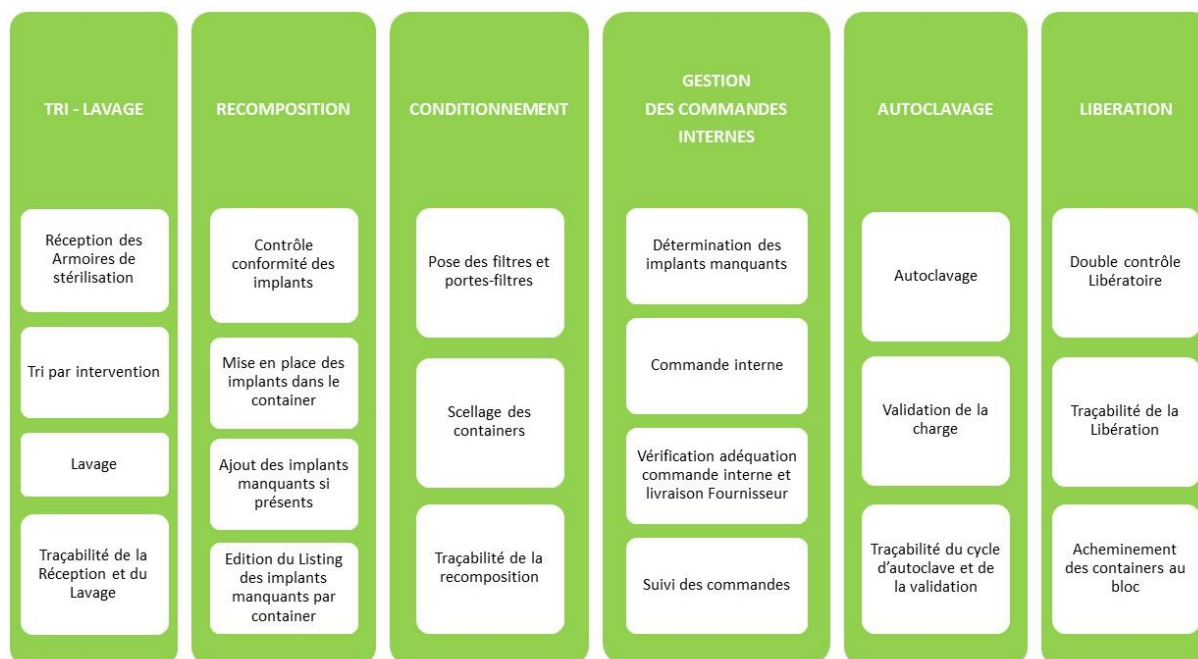 TRI - LAVAGE
Réception des
Armoires de
stérilisation
Tri par intervention
Lavage
Traçabilité de la
Réception et du
Lavage
RECOMPOSITION
Contrôle
conformité des
implants
Mise en place des
implants dans le
container
Ajout des implants
manquants si
présents
Edition du Listing
des implants
manquants par
container
CONDITIONNEMENT
Pose des filtres et
portes-filtres
Scellage des
containers
Traçabilité de la
recomposition
GESTION
DES COMMANDES
INTERNES
Détermination des
implants manquants
Commande interne
Vérification adéquation
commande interne et
livraison Fournisseur
Suivi des commandes
AUTOCLAVAGE
Autoclavage
Validation de la
charge
Traçabilité du cycle
d'autoclave et de
la validation
LIBERATION
Double contrôle
Libératoire
Traçabilité de la
Libération
Acheminement
des containers au
bloc